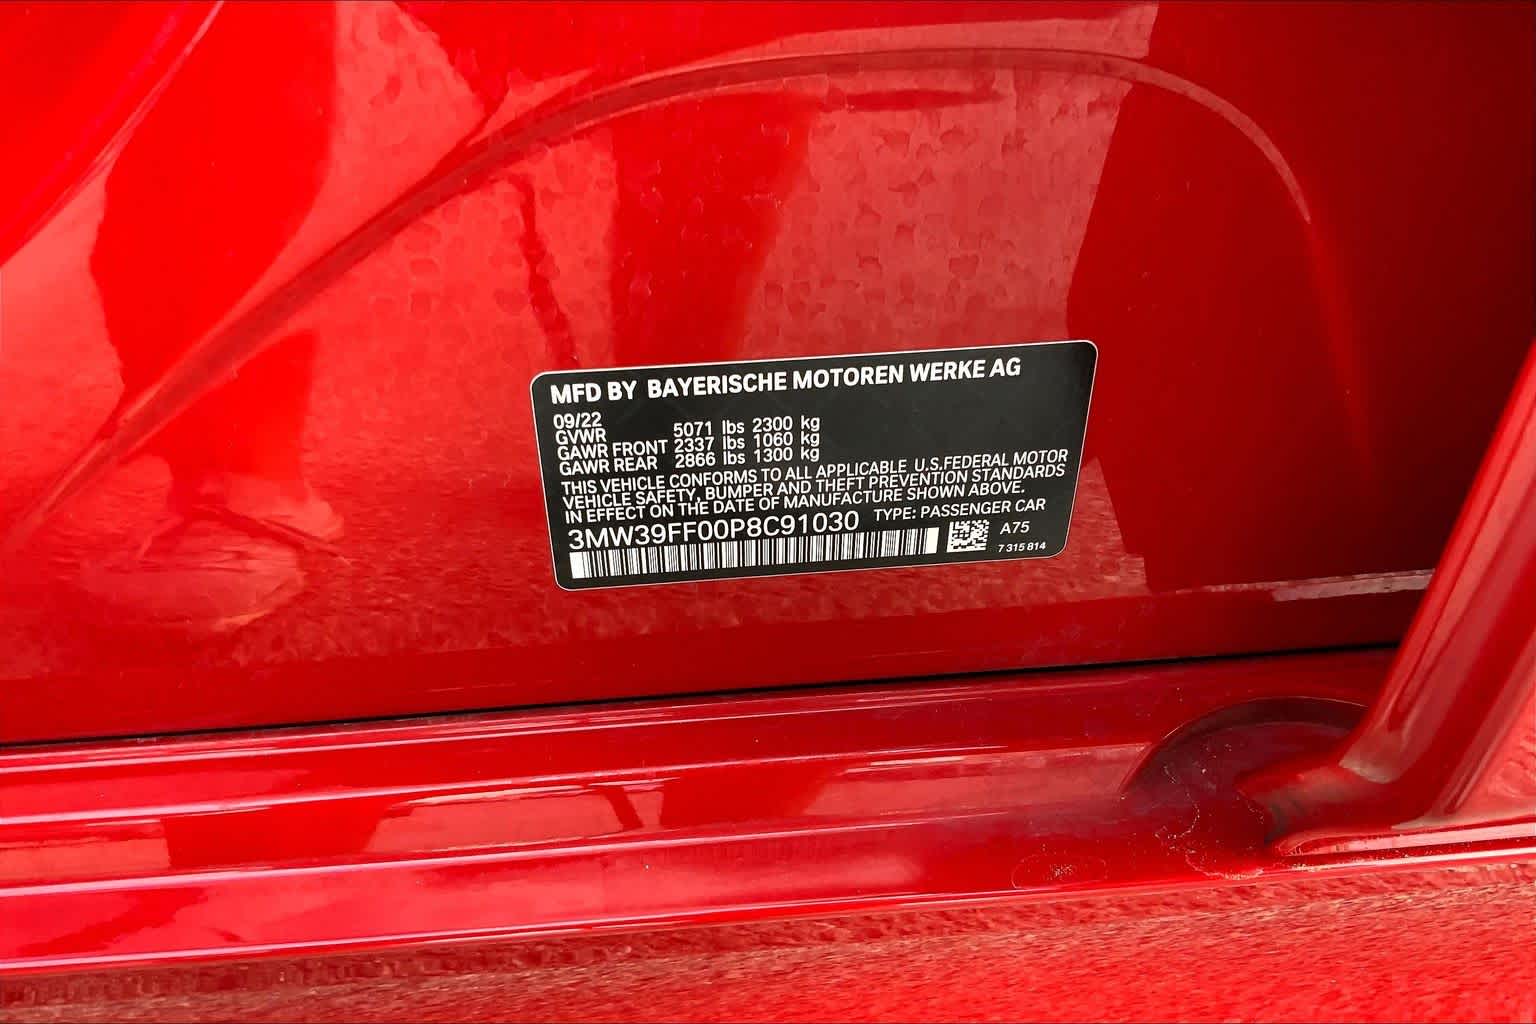 MFD BY BAYERISCHE MOTOREN WERKE AG
09/22
GVWR 5071 lbs 2300 kg
GAWR FRONT 2337 lbs 1060 kg
GAWR REAR 2866 lbs 1300 kg
THIS VEHICLE CONFORMS TO ALL APPLICABLE U.S.FEDERAL MOTOR
VEHICLE SAFETY, BUMPER AND THEFT PREVENTION STANDARDS
IN EFFECT ON THE DATE OF MANUFACTURE SHOWN ABOVE.
3MW39FF00P8C91030 TYPE: PASSENGER CAR
A75
7 315 814